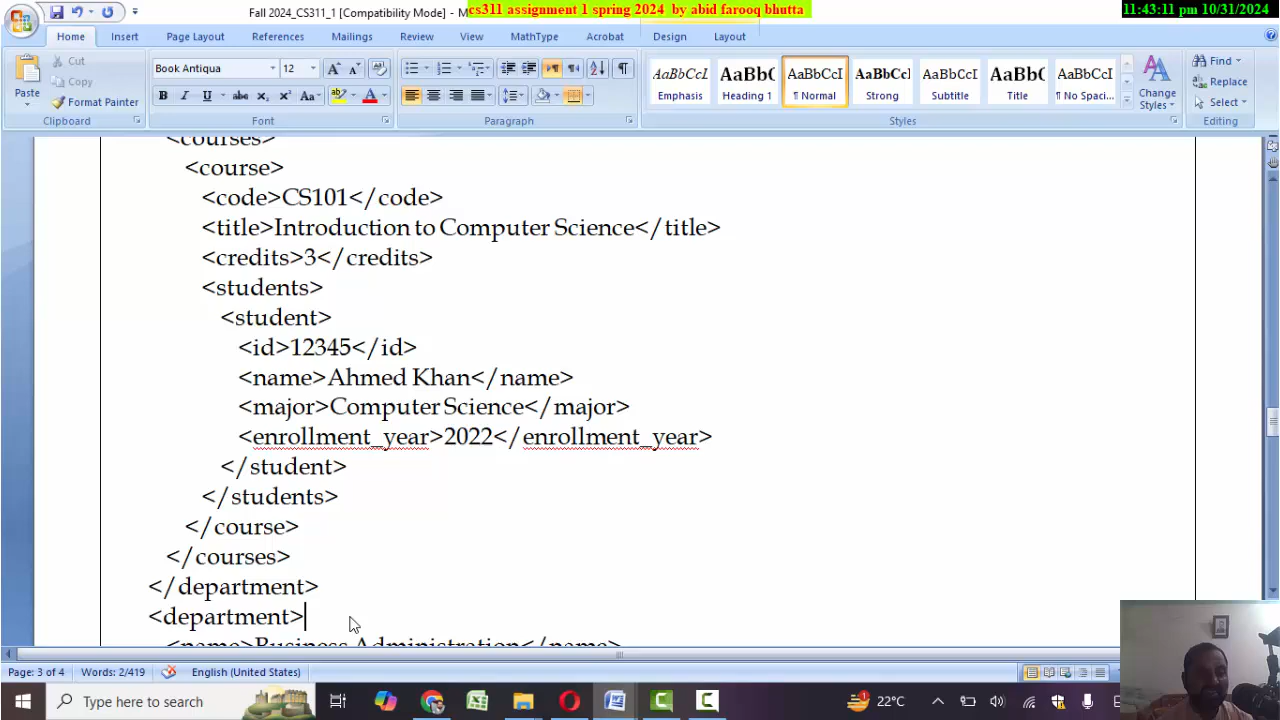 Fall 2024_CS311_1 [Compatibility Mode] - M
cs311 assignment 1 spring 2024 by abid farooq bhutta
11:43:11 pm 10/31/2024
Home Insert Page Layout References Mailings Review View MathType Acrobat Design Layout
Paste
Cut
Copy
Format Painter
Clipboard
Book Antiqua 12
Font
Paragraph
AaBbCcI AaBbC AaBbCcI AaBbCcI AaBbCcI AaBbCcI AaBbCcI
Emphasis Heading 1 ¶ Normal Strong Subtitle Title ¶ No Spaci...
Change Styles
Styles
Find
Replace
Select
Editing
<courses>
<course>
<code>CS101</code>
<title>Introduction to Computer Science</title>
<credits>3</credits>
<students>
<student>
<id>12345</id>
<name>Ahmed Khan</name>
<major>Computer Science</major>
<enrollment_year>2022</enrollment_year>
</student>
</students>
</course>
</courses>
</department>
<department>
<name>Business Administration</name>
Page: 3 of 4 Words: 2/419 English (United States)
Type here to search
22°C